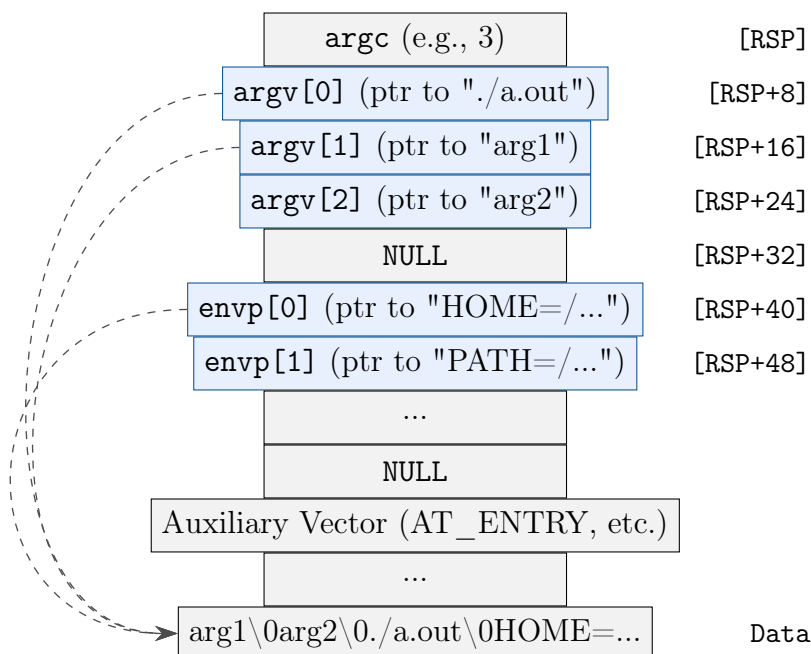 argc (e.g., 3) [RSP]
argv[0] (ptr to "./a.out") [RSP+8]
argv[1] (ptr to "arg1") [RSP+16]
argv[2] (ptr to "arg2") [RSP+24]
NULL [RSP+32]
envp[0] (ptr to "HOME=/...") [RSP+40]
envp[1] (ptr to "PATH=/...") [RSP+48]
...
NULL
Auxiliary Vector (AT_ENTRY, etc.)
...
arg1\0arg2\0./a.out\0HOME=... Data